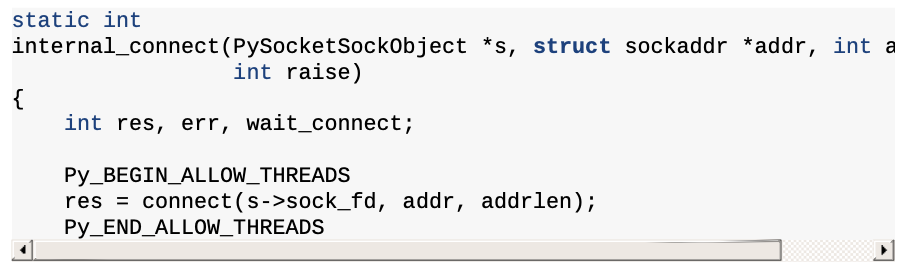 static int
internal_connect(PySocketSockObject *s, struct sockaddr *addr, int a
                 int raise)
{
    int res, err, wait_connect;

    Py_BEGIN_ALLOW_THREADS
    res = connect(s->sock_fd, addr, addrlen);
    Py_END_ALLOW_THREADS